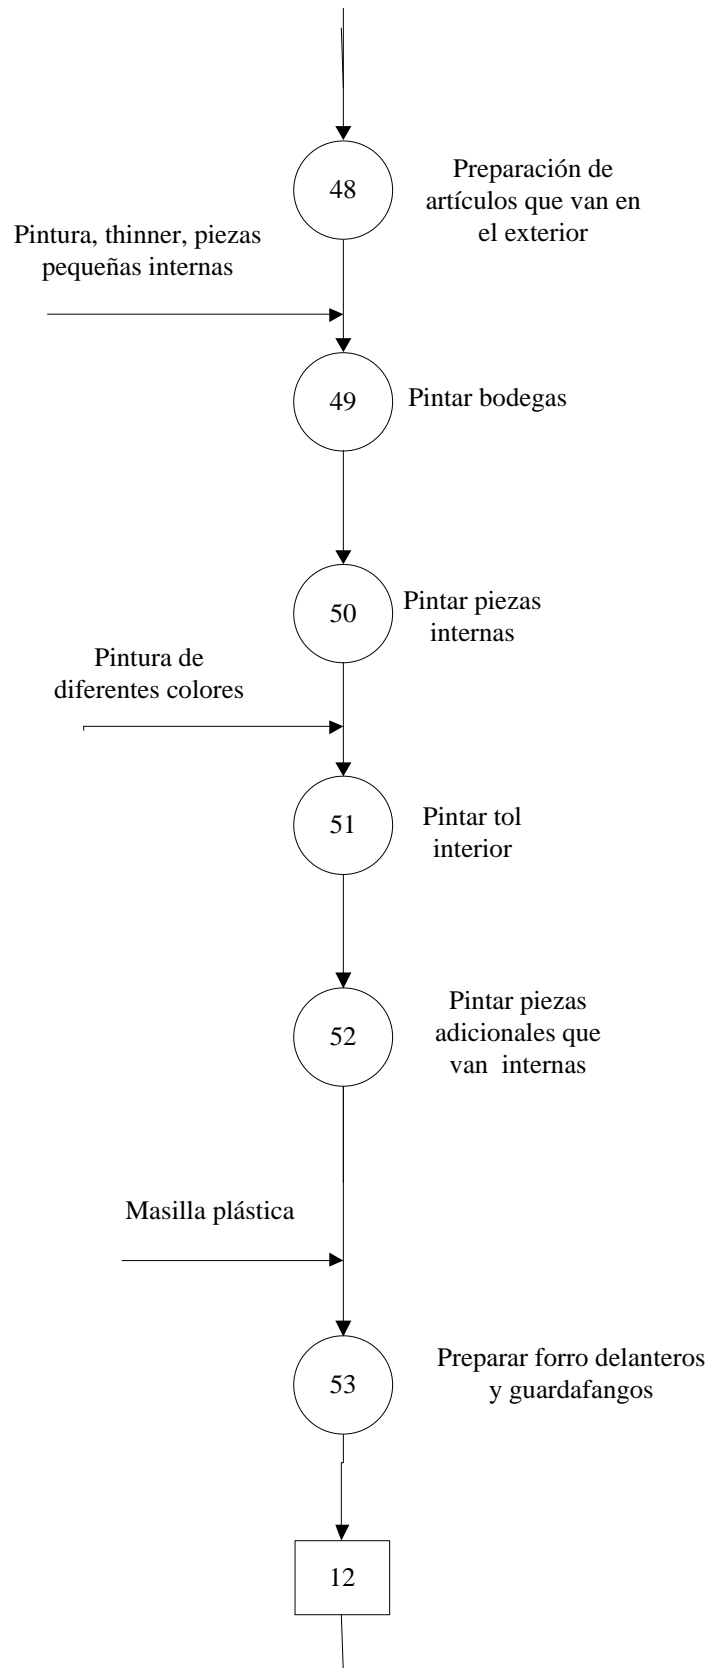 48
Preparación de
artículos que van en
el exterior
Pintura, thinner, piezas
pequeñas internas
49
Pintar bodegas
50
Pintar piezas
internas
Pintura de
diferentes colores
51
Pintar tol
interior
52
Pintar piezas
adicionales que
van internas
Masilla plástica
53
Preparar forro delanteros
y guardafangos
12